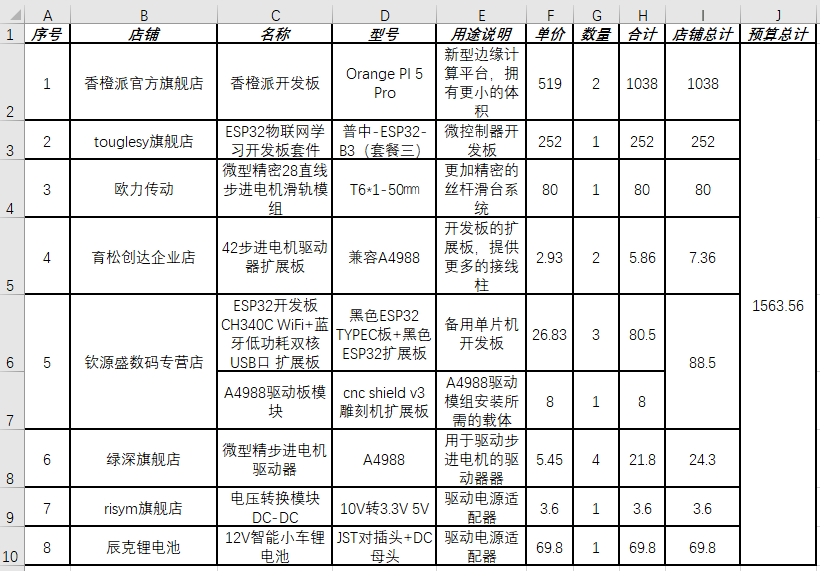 A B C D E F G H I J
1 序号 店铺 名称 型号 用途说明 单价 数量 合计 店铺总计 预算总计
2 1 香橙派官方旗舰店 香橙派开发板 Orange PI 5
Pro 新型边缘计
算平台，拥
有更小的体
积 519 2 1038 1038
3 2 touglesy旗舰店 ESP32物联网学
习开发板套件 普中-ESP32-
B3（套餐三） 微控制器开
发板 252 1 252 252
4 3 欧力传动 微型精密28直线
步进电机滑轨模
组 T6*1-50㎜ 更加精密的
丝杆滑台系
统 80 1 80 80
5 4 育松创达企业店 42步进电机驱动
器扩展板 兼容A4988 开发板的扩
展板，提供
更多的接线
柱 2.93 2 5.86 7.36
1563.56
6 5 钦源盛数码专营店 ESP32开发板
CH340C WiFi+蓝
牙低功耗双核
USB口 扩展板 黑色ESP32
TYPEC板+黑色
ESP32扩展板 备用单片机
开发板 26.83 3 80.5 88.5
7 A4988驱动板模
块 cnc shield v3
雕刻机扩展板 A4988驱动
模组安装所
需的载体 8 1 8
8 6 绿深旗舰店 微型精步进电机
驱动器 A4988 用于驱动步
进电机的驱
动器器 5.45 4 21.8 24.3
9 7 risym旗舰店 电压转换模块
DC-DC 10V转3.3V 5V 驱动电源适
配器 3.6 1 3.6 3.6
10 8 辰克锂电池 12V智能小车锂
电池 JST对插头+DC
母头 驱动电源适
配器 69.8 1 69.8 69.8